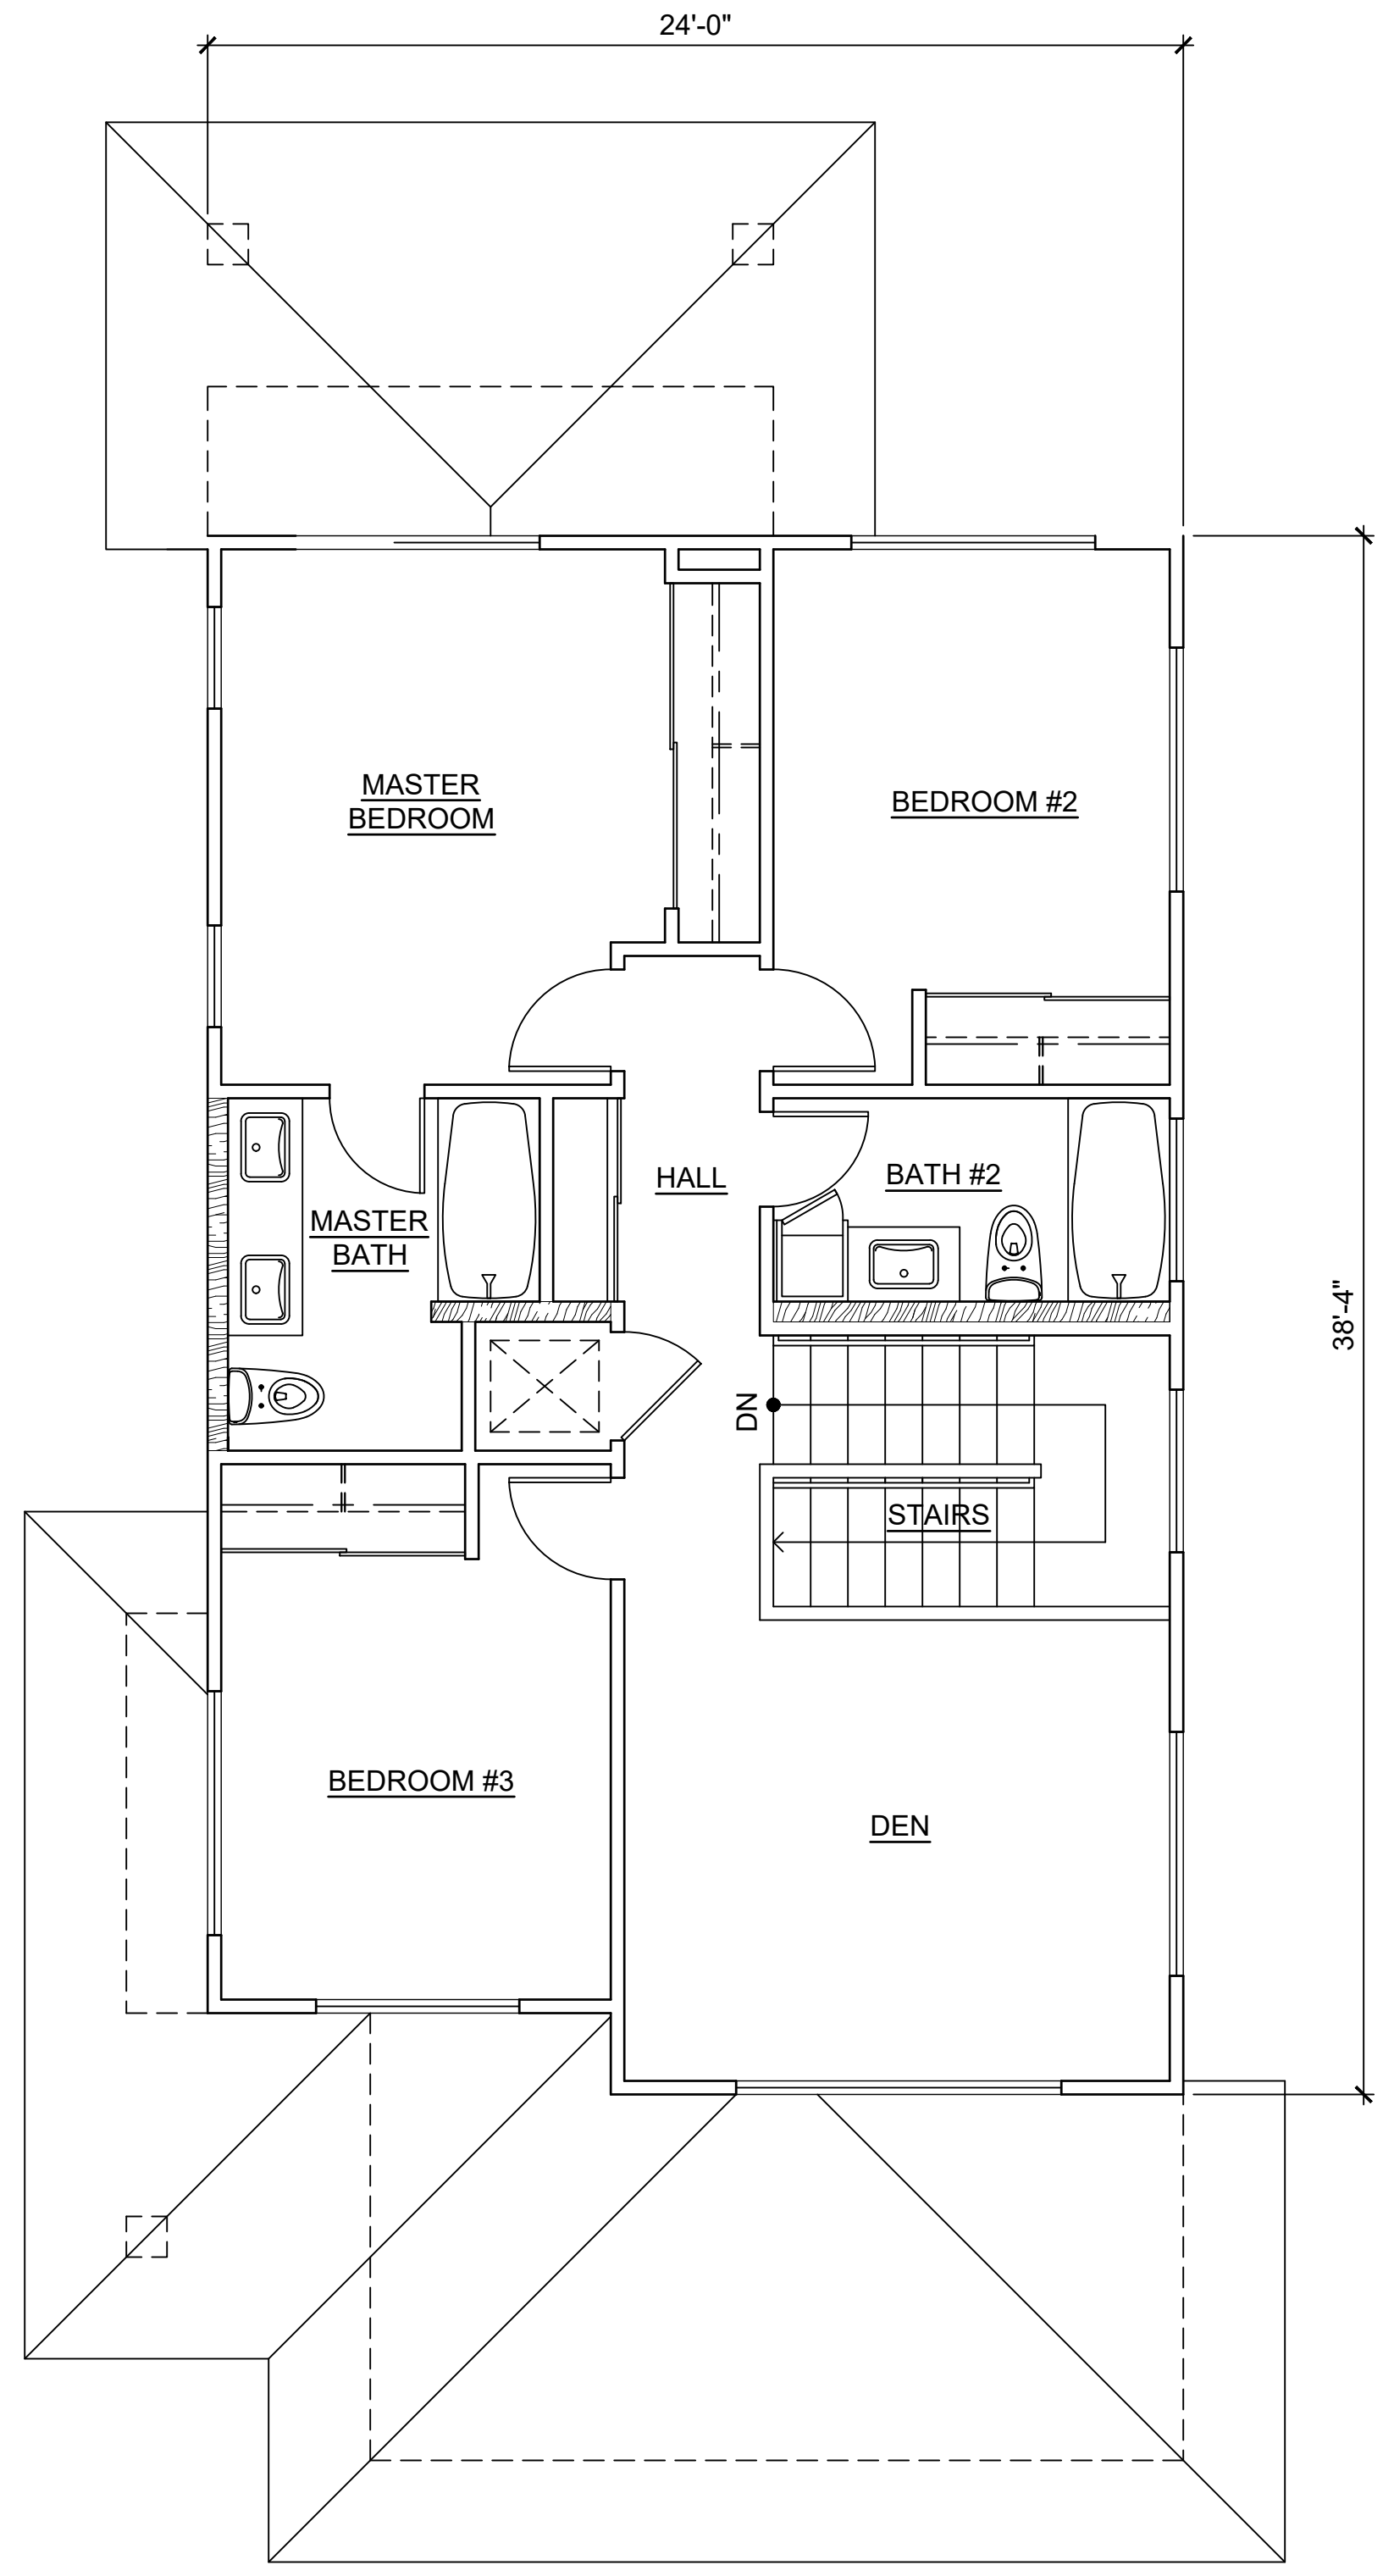 24'-0"
MASTER
BEDROOM
BEDROOM #2
HALL
BATH #2
MASTER
BATH
38'-4"
DN
STAIRS
BEDROOM #3
DEN